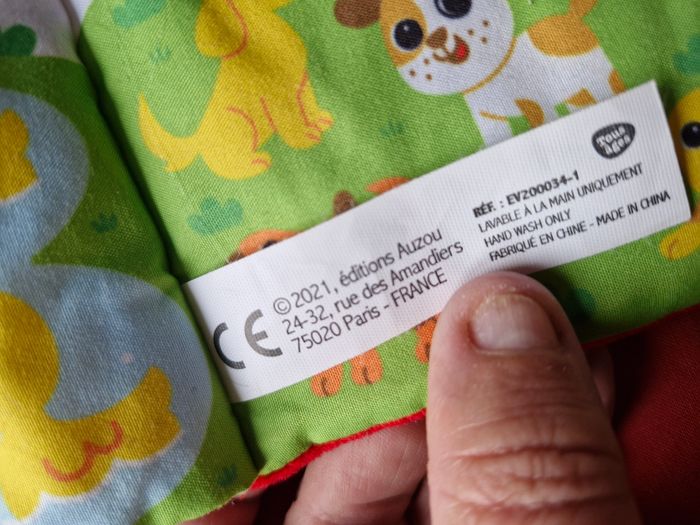 CE
©2021, éditions Auzou
24-32, rue des Amandiers
75020 Paris - FRANCE
Tous âges
RÉF. : EV200034-1
LAVABLE À LA MAIN UNIQUEMENT
HAND WASH ONLY
FABRIQUÉ EN CHINE - MADE IN CHINA